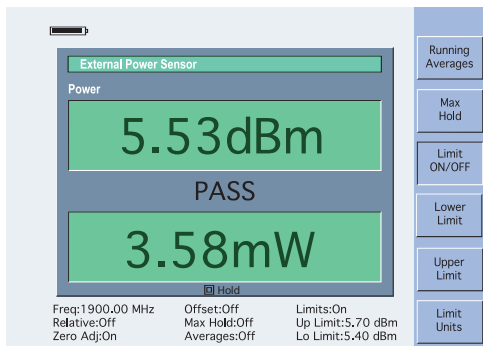 External Power Sensor
Power
5.53dBm
PASS
3.58mW
Hold
Freq:1900.00 MHz
Offset:Off
Limits:On
Relative:Off
Max Hold:Off
Up Limit:5.70 dBm
Zero Adj:On
Averages:Off
Lo Limit:5.40 dBm
Running
Averages
Max
Hold
Limit
ON/OFF
Lower
Limit
Upper
Limit
Limit
Units